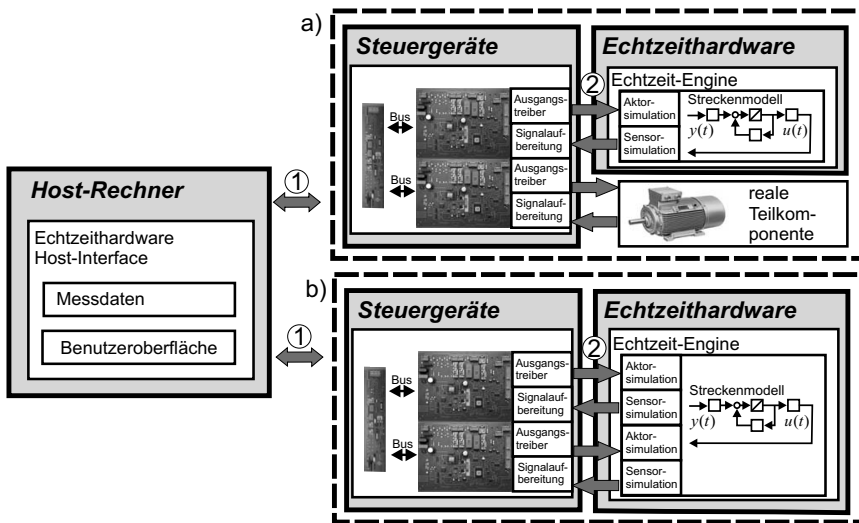 a)
Steuergeräte
Echtzeithardware
Echtzeit-Engine
2
Bus
Bus
Ausgangs-
treiber
Signalauf-
bereitung
Ausgangs-
treiber
Signalauf-
bereitung
Aktor-
simulation
Sensor-
simulation
Streckenmodell
y(t)
u(t)
reale
Teilkom-
ponente
Host-Rechner
Echtzeithardware
Host-Interface
Messdaten
Benutzeroberfläche
1
1
b)
Steuergeräte
Echtzeithardware
Echtzeit-Engine
2
Bus
Bus
Ausgangs-
treiber
Signalauf-
bereitung
Ausgangs-
treiber
Signalauf-
bereitung
Aktor-
simulation
Sensor-
simulation
Aktor-
simulation
Sensor-
simulation
Streckenmodell
y(t)
u(t)